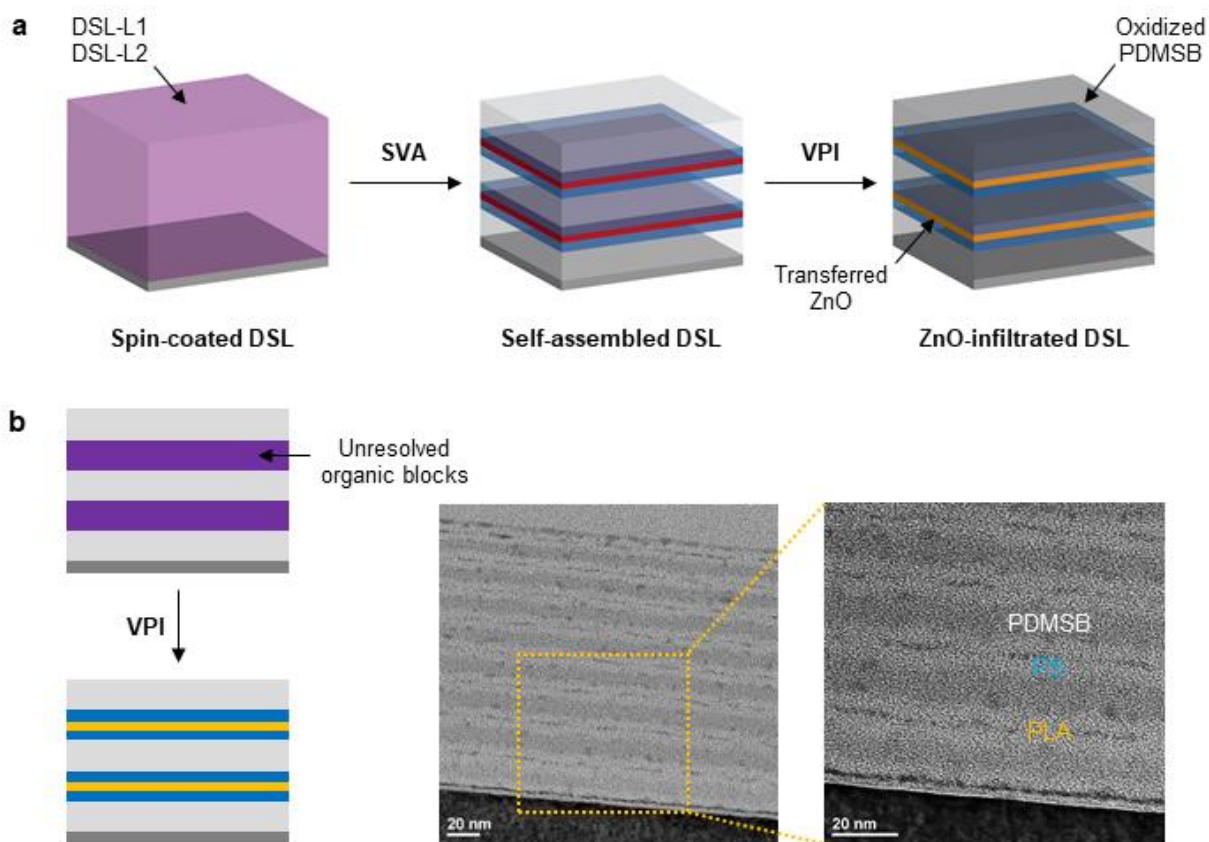 a
DSL-L1
DSL-L2
Oxidized
PDMSB
SVA
VPI
Transferred
ZnO
Spin-coated DSL
Self-assembled DSL
ZnO-infiltrated DSL
b
Unresolved
organic blocks
VPI
PDMSB
PS
PLA
20 nm
20 nm